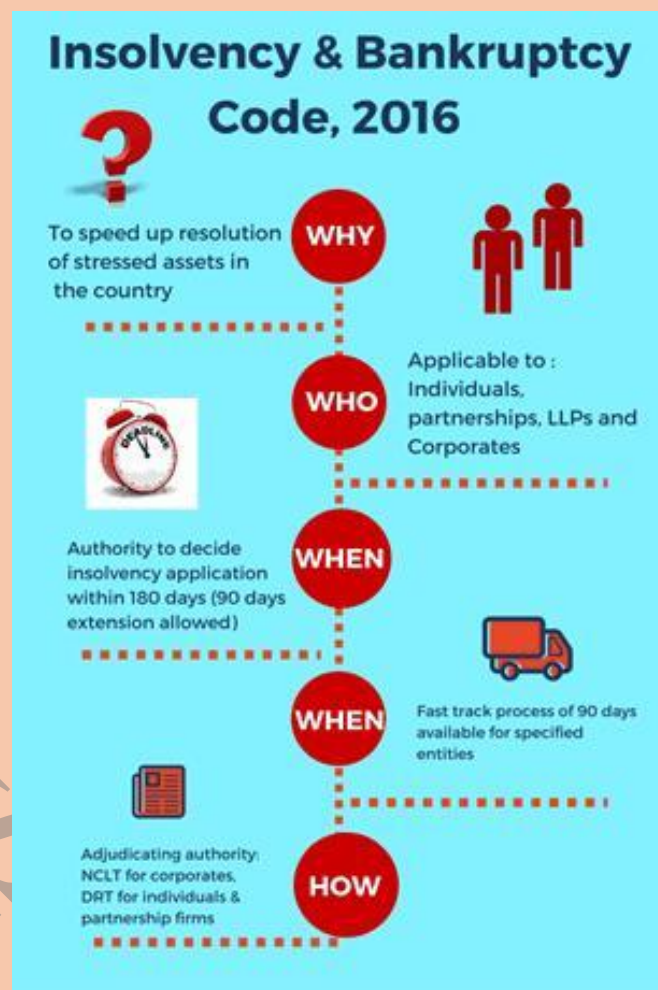 Insolvency & Bankruptcy
Code, 2016
To speed up resolution
of stressed assets in
the country
WHY
WHO
Applicable to :
Individuals,
partnerships, LLPs and
Corporates
DEADLINE
Authority to decide
insolvency application
within 180 days (90 days
extension allowed)
WHEN
WHEN
Fast track process of 90 days
available for specified
entities
Adjudicating authority:
NCLT for corporates,
DRT for individuals &
partnership firms
HOW